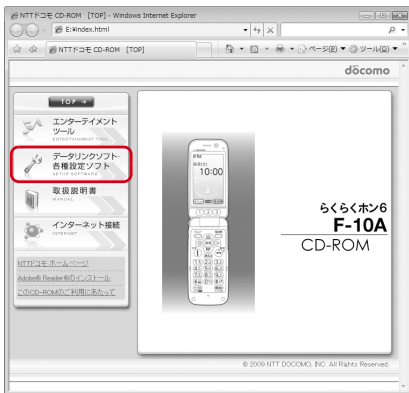 NTTドコモ CD-ROM [TOP] - Windows Internet Explorer
E:¥index.html
NTTドコモ CD-ROM [TOP]
ページ(P)
ツール(O)
döcomo
TOP
エンターテイメント
ツール
ENTERTAINMENT TOOL
データリンクソフト・
各種設定ソフト
SETUP SOFTWARE
取扱説明書
MANUAL
インターネット接続
INTERNET
NTTドコモ ホームページ
Adobe® Reader®のインストール
このCD-ROMのご利用にあたって
10:00
らくらくホン6
F-10A
CD-ROM
© 2009 NTT DOCOMO, INC. All Rights Reserved.